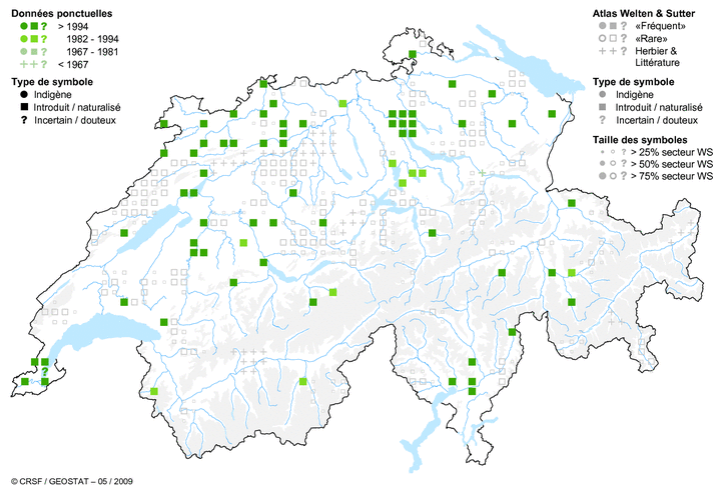 Données ponctuelles
? > 1994
? 1982 - 1994
? 1967 - 1981
? < 1967
Type de symbole
Indigène
Introduit / naturalisé
? Incertain / douteux
Atlas Welten & Sutter
? «Fréquent»
? «Rare»
? Herbier &
Littérature
Type de symbole
Indigène
Introduit / naturalisé
? Incertain / douteux
Taille des symboles
? > 25% secteur WS
? > 50% secteur WS
? > 75% secteur WS
?
© CRSF / GEOSTAT – 05 / 2009